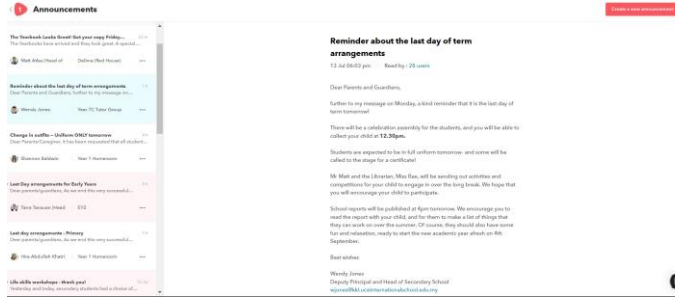 Announcements
Create a new announcement
The Yearbook Looks Great! Get your copy Friday...
The Yearbooks have arrived and they look great. A special...
Matt Atlas (Head of
Delima (Red House)
Reminder about the last day of term arrangements
Dear Parents and Guardians, further to my message on...
Wendy Jones
Year 7C Tutor Group
Change in outfits – Uniform ONLY tomorrow
Dear Parents/Caregiver, It has been requested that all student...
Shannon Baldwin
Year 1 Homeroom
Last Day arrangements for Early Years
Dear parents/guardians, As we end this very successful...
(Head
EY2
Last day arrangements - Primary
Dear parents/guardians, As we end this very successful...
Hira Abdullah Khatri
Year 1 Homeroom
Life skills workshops - thank you!
Yesterday and today, secondary students had a choice of...
Reminder about the last day of term
arrangements
13 Jul 06:03 pm
Read by : 28 users
Dear Parents and Guardians,
further to my message on Monday, a kind reminder that it is the last day of
term tomorrow!
There will be a celebration assembly for the students, and you will be able to
collect your child at 12.30pm.
Students are expected to be in full uniform tomorrow- and some will be
called to the stage for a certificate!
Mr Matt and the Librarian, Miss Rae, will be sending out activities and
competitions for your child to engage in over the long break. We hope that
you will encourage your child to participate.
School reports will be published at 4pm tomorrow. We encourage you to
read the report with your child, and for them to make a list of things that
they can work on over the summer. Of course, they should also have some
fun and relaxation, ready to start the new academic year afresh on 4th
September.
Best wishes
Wendy Jones
Deputy Principal and Head of Secondary School